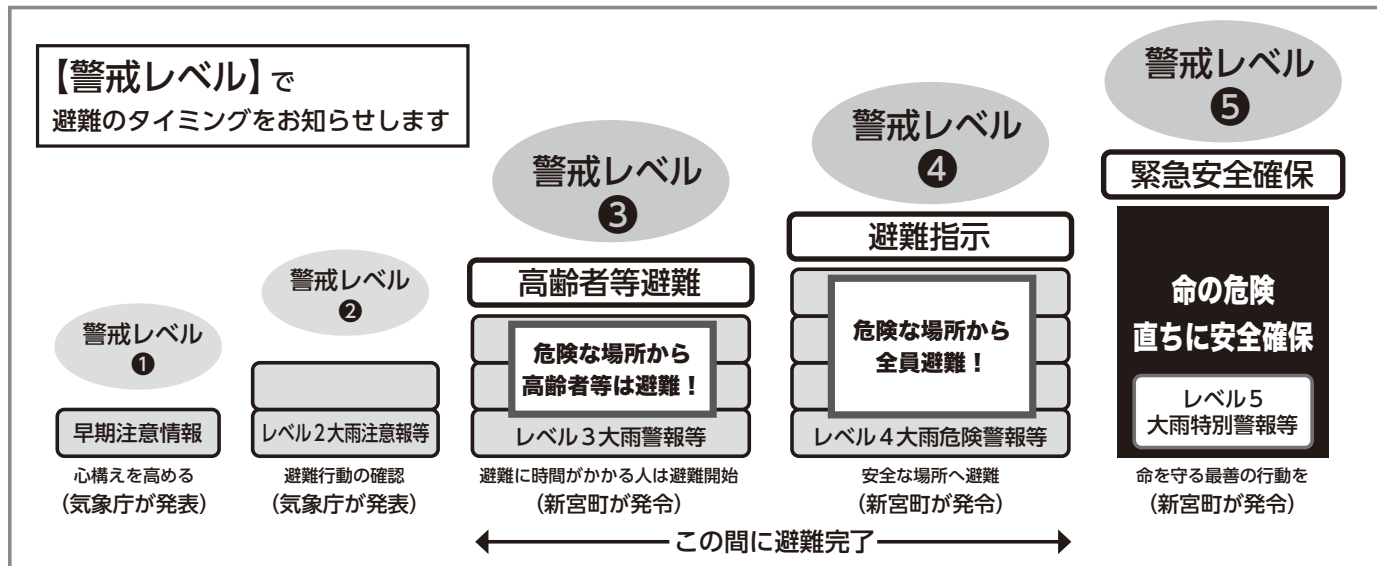 【警戒レベル】で
避難のタイミングをお知らせします
警戒レベル
❶
早期注意情報
心構えを高める
(気象庁が発表)
警戒レベル
❷
レベル2大雨注意報等
避難行動の確認
(気象庁が発表)
警戒レベル
❸
高齢者等避難
危険な場所から
高齢者等は避難!
レベル3大雨警報等
避難に時間がかかる人は避難開始
(新宮町が発令)
警戒レベル
❹
避難指示
危険な場所から
全員避難!
レベル4大雨危険警報等
安全な場所へ避難
(新宮町が発令)
警戒レベル
❺
緊急安全確保
命の危険
直ちに安全確保
レベル5
大雨特別警報等
命を守る最善の行動を
(新宮町が発令)
この間に避難完了